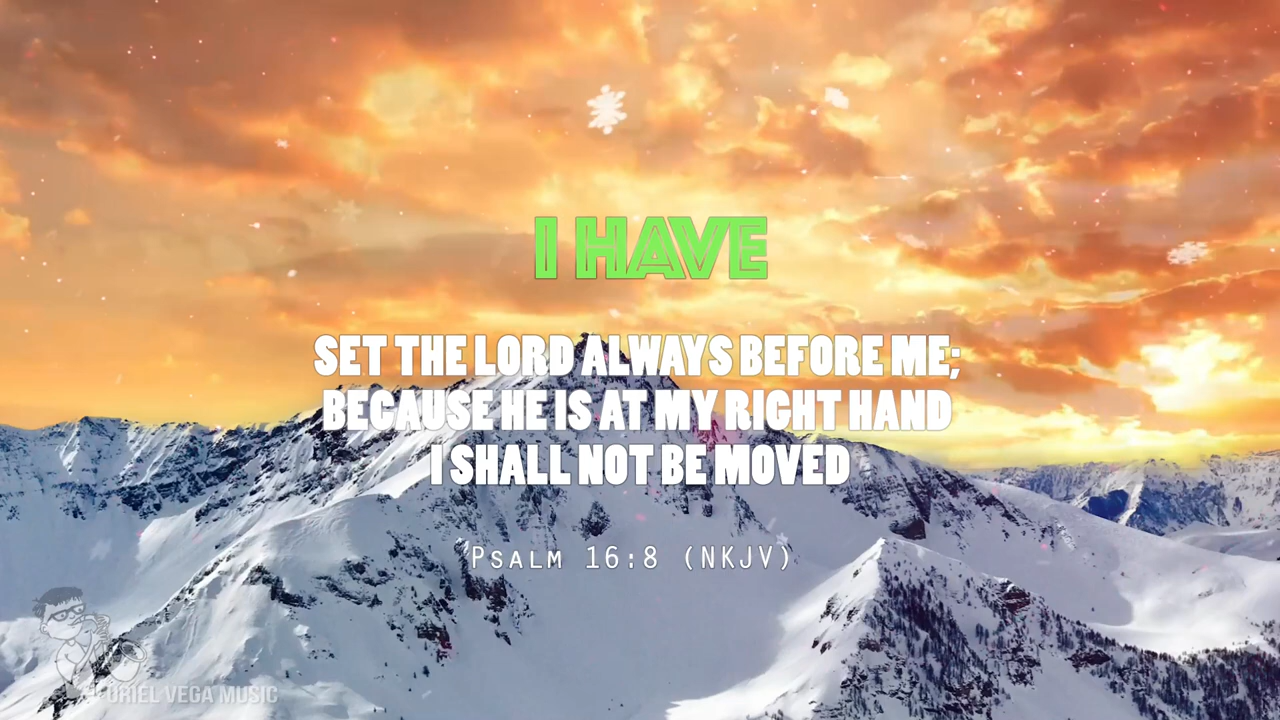 I HAVE
SET THE LORD ALWAYS BEFORE ME;
BECAUSE HE IS AT MY RIGHT HAND
I SHALL NOT BE MOVED
Psalm 16:8 (NKJV)
URIEL VEGA MUSIC